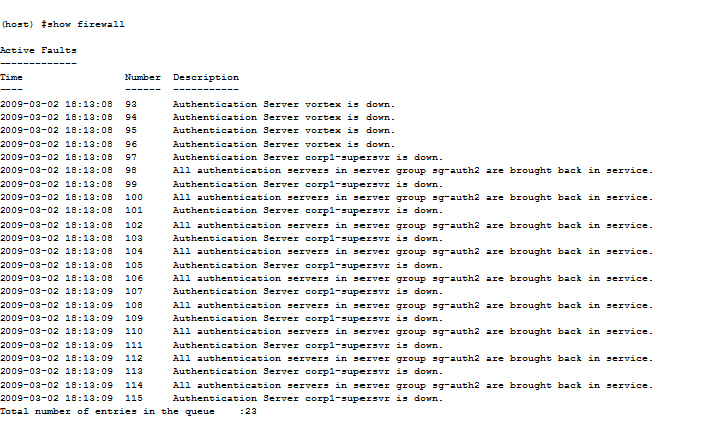 (host) #show firewall
Active Faults
-------------
Time                 Number  Description
----                 ------  -----------
2009-03-02 18:13:08  93      Authentication Server vortex is down.
2009-03-02 18:13:08  94      Authentication Server vortex is down.
2009-03-02 18:13:08  95      Authentication Server vortex is down.
2009-03-02 18:13:08  96      Authentication Server vortex is down.
2009-03-02 18:13:08  97      Authentication Server corp1-supersvr is down.
2009-03-02 18:13:08  98      All authentication servers in server group sg-auth2 are brought back in service.
2009-03-02 18:13:08  99      Authentication Server corp1-supersvr is down.
2009-03-02 18:13:08  100     All authentication servers in server group sg-auth2 are brought back in service.
2009-03-02 18:13:08  101     Authentication Server corp1-supersvr is down.
2009-03-02 18:13:08  102     All authentication servers in server group sg-auth2 are brought back in service.
2009-03-02 18:13:08  103     Authentication Server corp1-supersvr is down.
2009-03-02 18:13:08  104     All authentication servers in server group sg-auth2 are brought back in service.
2009-03-02 18:13:08  105     Authentication Server corp1-supersvr is down.
2009-03-02 18:13:08  106     All authentication servers in server group sg-auth2 are brought back in service.
2009-03-02 18:13:09  107     Authentication Server corp1-supersvr is down.
2009-03-02 18:13:09  108     All authentication servers in server group sg-auth2 are brought back in service.
2009-03-02 18:13:09  109     Authentication Server corp1-supersvr is down.
2009-03-02 18:13:09  110     All authentication servers in server group sg-auth2 are brought back in service.
2009-03-02 18:13:09  111     Authentication Server corp1-supersvr is down.
2009-03-02 18:13:09  112     All authentication servers in server group sg-auth2 are brought back in service.
2009-03-02 18:13:09  113     Authentication Server corp1-supersvr is down.
2009-03-02 18:13:09  114     All authentication servers in server group sg-auth2 are brought back in service.
2009-03-02 18:13:09  115     Authentication Server corp1-supersvr is down.
Total number of entries in the queue    :23